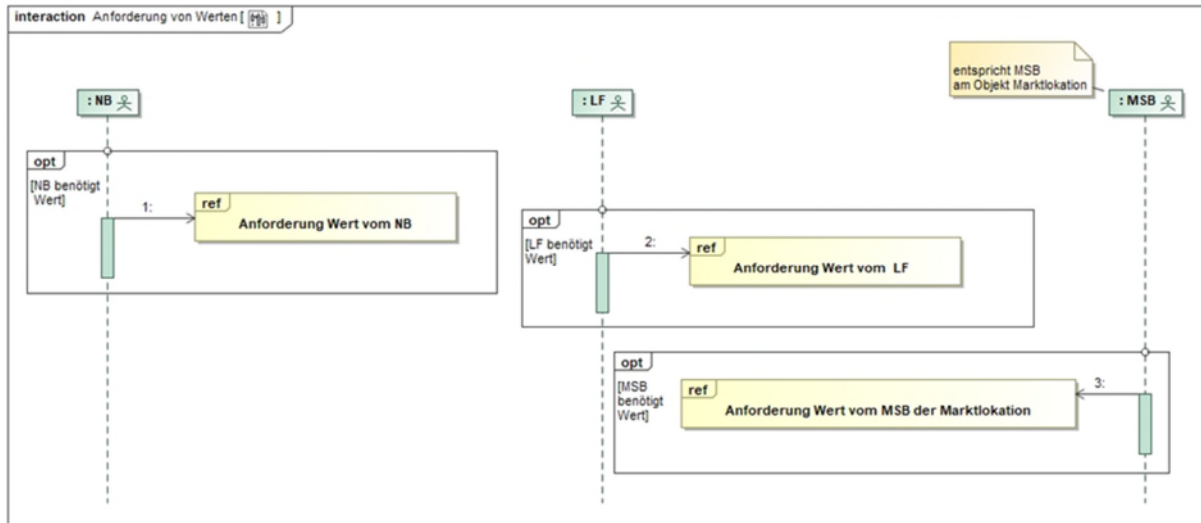 interaction Anforderung von Werten [ ]
entspricht MSB
am Objekt Marktlokation
: NB
: LF
: MSB
opt
[NB benötigt
Wert]
1:
ref
Anforderung Wert vom NB
opt
[LF benötigt
Wert]
2:
ref
Anforderung Wert vom LF
opt
[MSB
benötigt
Wert]
ref
3:
Anforderung Wert vom MSB der Marktlokation